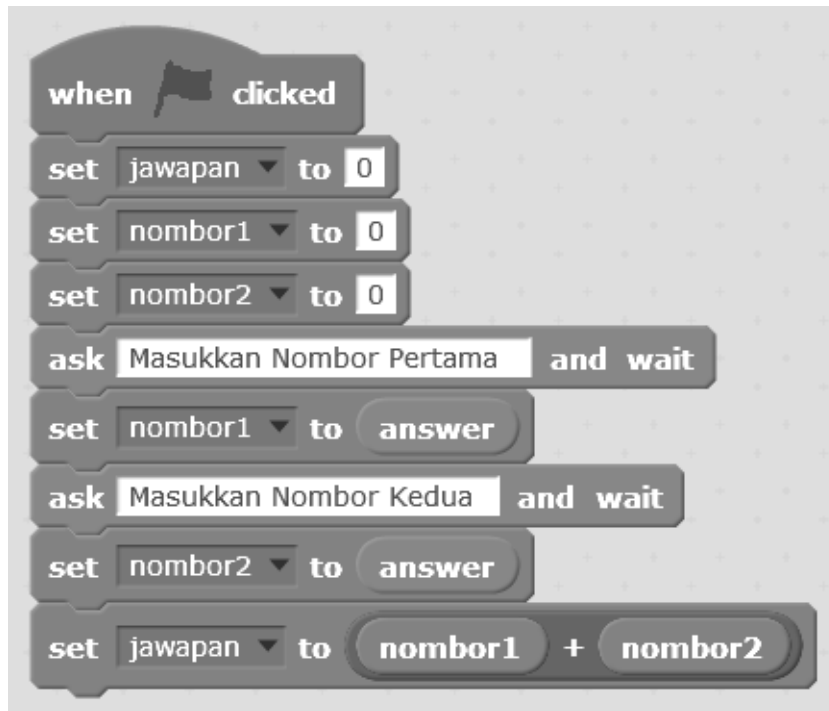 when clicked
set jawapan to 0
set nombor1 to 0
set nombor2 to 0
ask Masukkan Nombor Pertama and wait
set nombor1 to answer
ask Masukkan Nombor Kedua and wait
set nombor2 to answer
set jawapan to nombor1 + nombor2